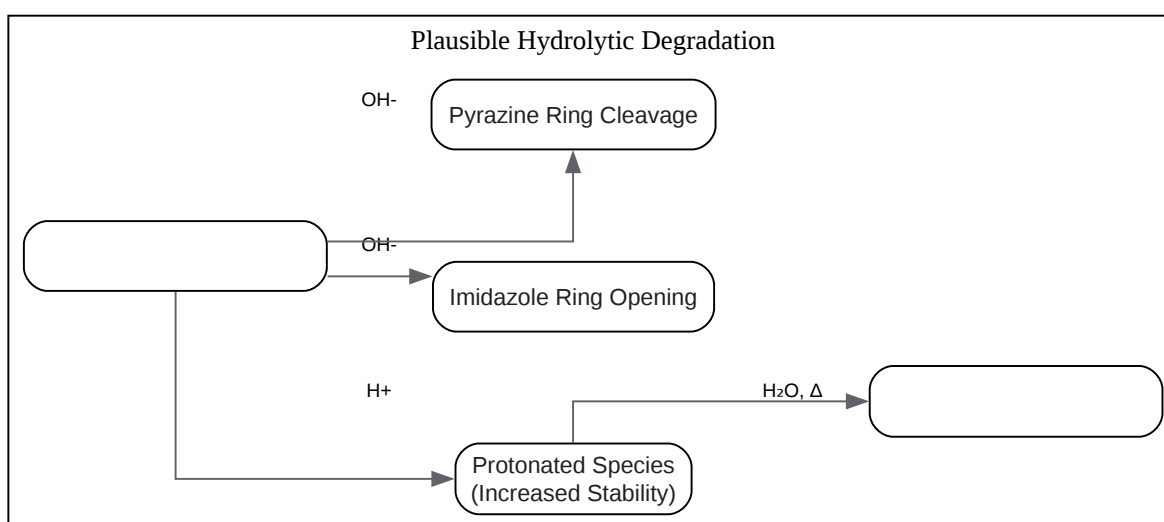 Plausible Hydrolytic Degradation
OH-
Pyrazine Ring Cleavage
OH-
Imidazole Ring Opening
H+
H₂O, Δ
Protonated Species
(Increased Stability)